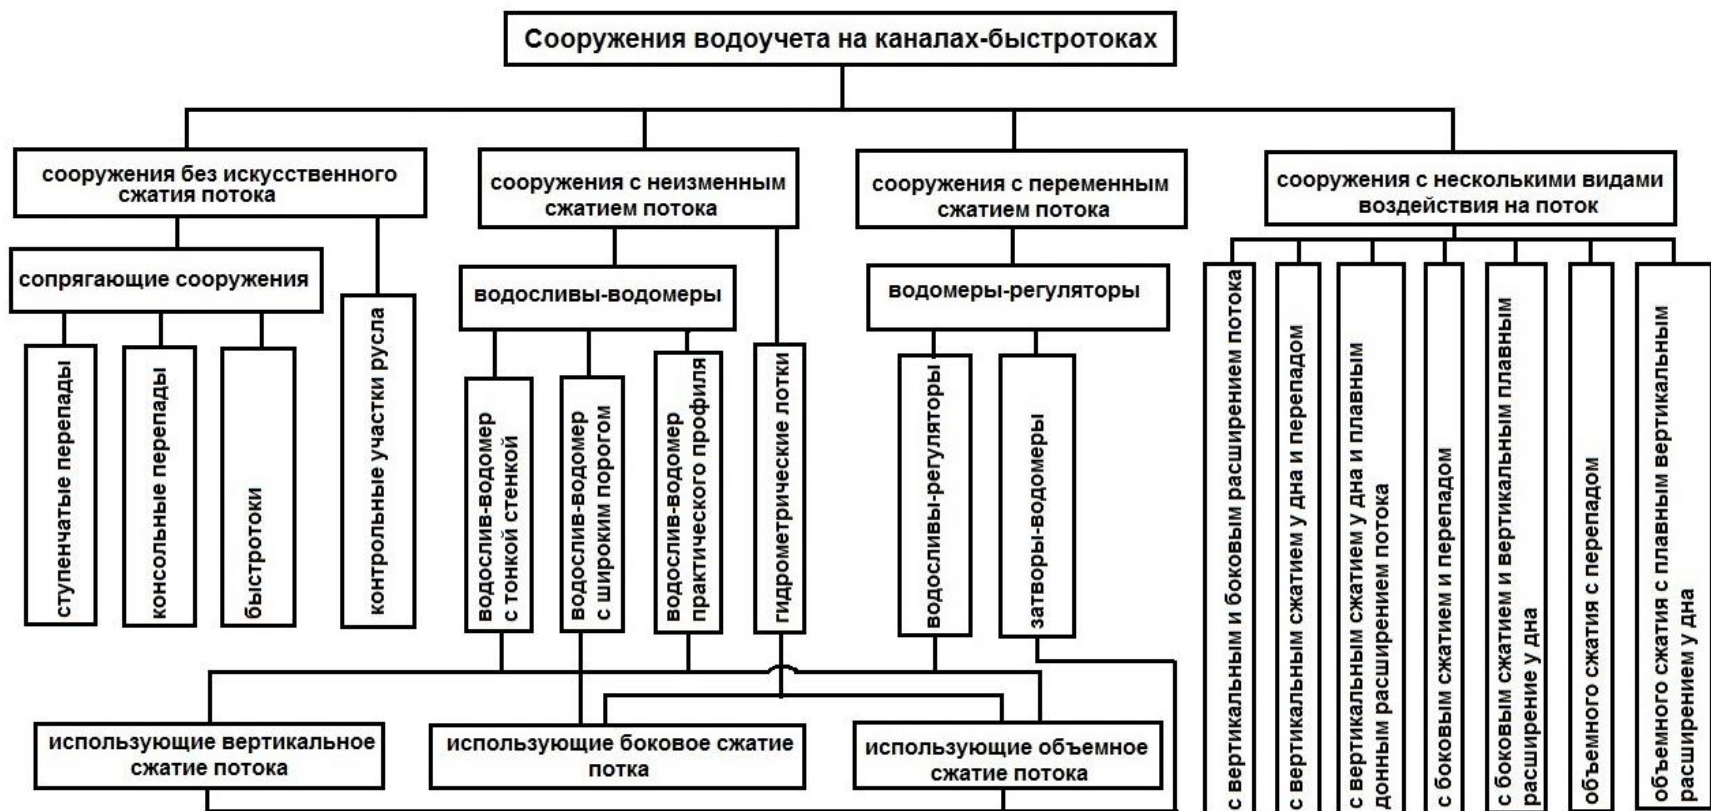 Сооружения водоучета на каналах-быстротоках
сооружения без искусственного
сжатия потока
сооружения с неизменным
сжатием потока
сооружения с переменным
сжатием потока
сооружения с несколькими видами
воздействия на поток
сопрягающие сооружения
водосливы-водомеры
водомеры-регуляторы
ступенчатые перепады
консольные перепады
быстротоки
контрольные участки русла
водослив-водомер
с тонкой стенкой
водослив-водомер
с широким порогом
водослив-водомер
практического профиля
гидрометрические лотки
водосливы-регуляторы
затворы-водомеры
с вертикальным и боковым расширением потока
с вертикальным сжатием у дна и перепадом
с вертикальным сжатием у дна и плавным
донным расширением потока
с боковым сжатием и перепадом
с боковым сжатием и вертикальным плавным
расширение у дна
объемного сжатия с перепадом
объемного сжатия с плавным вертикальным
расширением у дна
использующие вертикальное
сжатие потока
использующие боковое сжатие
потка
использующие объемное
сжатие потока